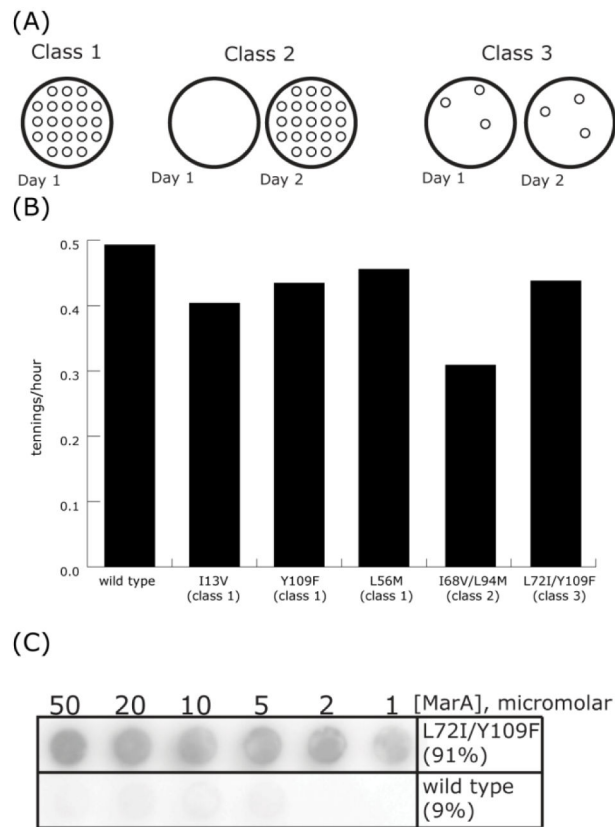 (A)
Class 1
Class 2
Class 3
Day 1
Day 1
Day 2
Day 1
Day 2
(B)
0.5
0.4
0.3
0.2
0.1
0.0
tennings/hour
wild type
I13V
(class 1)
Y109F
(class 1)
L56M
(class 1)
I68V/L94M
(class 2)
L72I/Y109F
(class 3)
(C)
50 20 10 5 2 1 [MarA], micromolar
L72I/Y109F
(91%)
wild type
(9%)